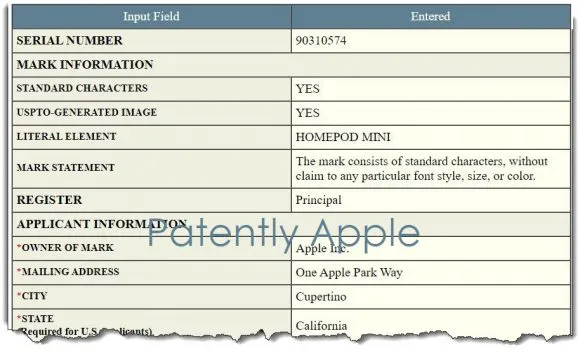 Input Field Entered
SERIAL NUMBER 90310574
MARK INFORMATION
STANDARD CHARACTERS YES
USPTO-GENERATED IMAGE YES
LITERAL ELEMENT HOMEPOD MINI
MARK STATEMENT The mark consists of standard characters, without
claim to any particular font style, size, or color.
REGISTER Principal
APPLICANT INFORMATION
Patently Apple
*OWNER OF MARK Apple Inc.
*MAILING ADDRESS One Apple Park Way
*CITY Cupertino
*STATE California
(Required for U.S. applicants)